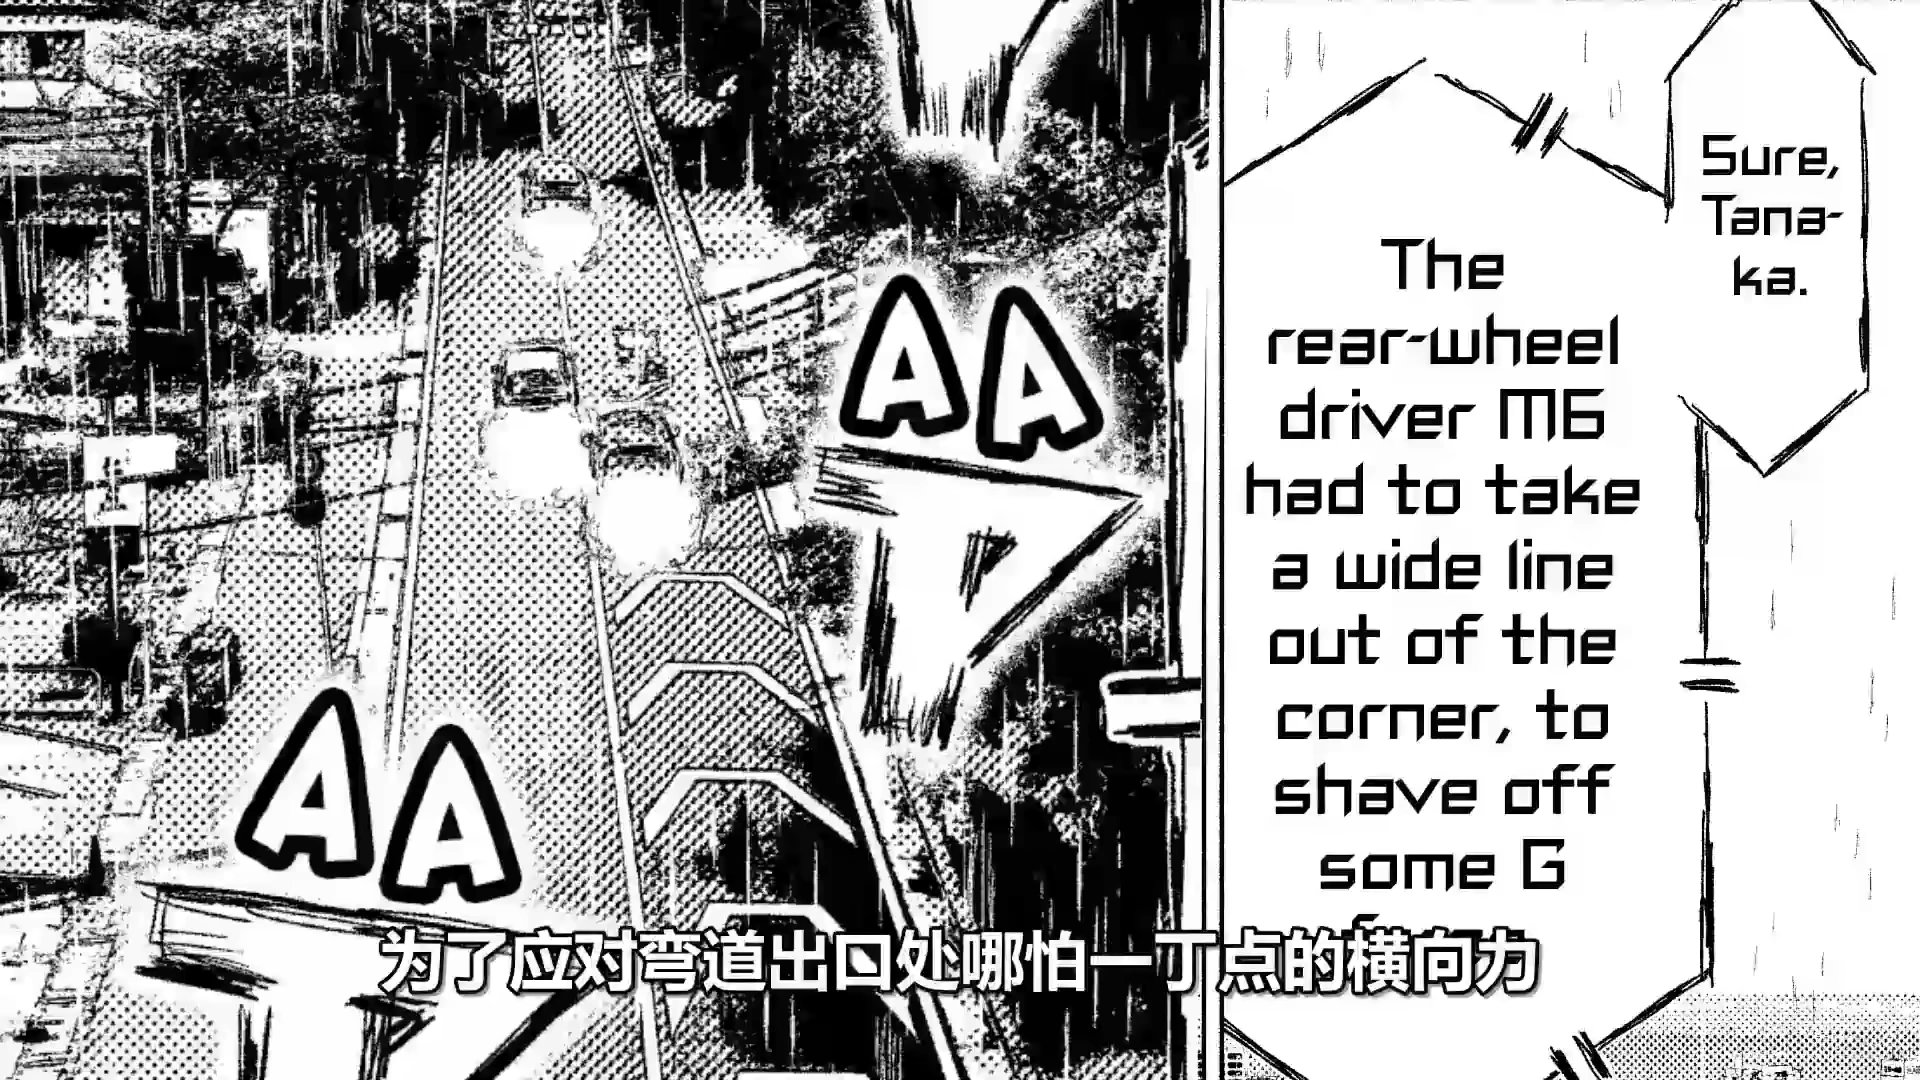 Sure,
Tana-
ka.
The
rear-wheel
driver M6
had to take
a wide line
out of the
corner, to
shave off
some G
AA
AA
为了应对弯道出口处哪怕一丁点的横向力